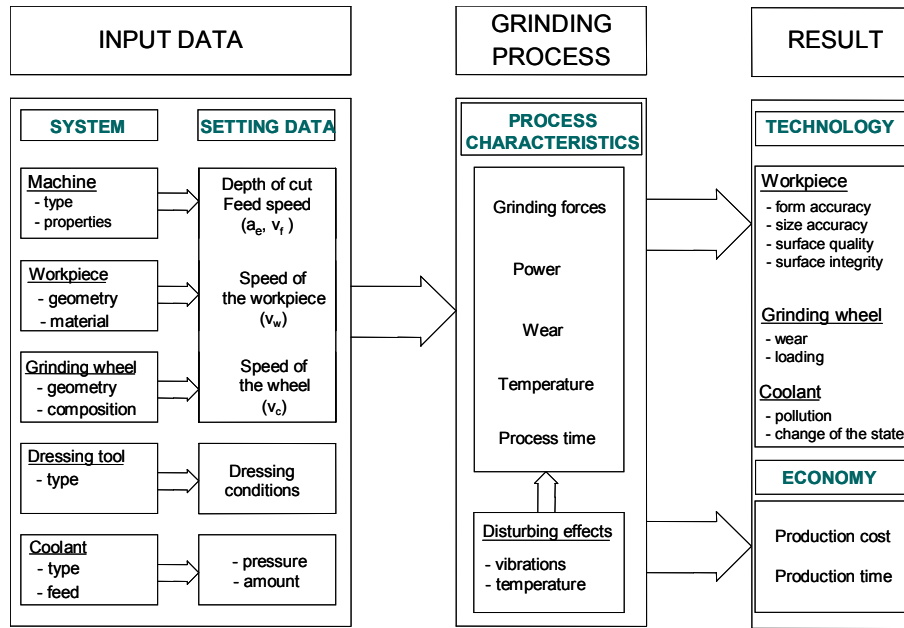 INPUT DATA
GRINDING
PROCESS
RESULT
SYSTEM
Machine
- type
- properties
Workpiece
- geometry
- material
Grinding wheel
- geometry
- composition
Dressing tool
- type
Coolant
- type
- feed
SETTING DATA
Depth of cut
Feed speed
(ae, vf )
Speed of
the workpiece
(vw)
Speed of
the wheel
(vc)
Dressing
conditions
- pressure
- amount
PROCESS
CHARACTERISTICS
Grinding forces
Power
Wear
Temperature
Process time
Disturbing effects
- vibrations
- temperature
TECHNOLOGY
Workpiece
- form accuracy
- size accuracy
- surface quality
- surface integrity
Grinding wheel
- wear
- loading
Coolant
- pollution
- change of the state
ECONOMY
Production cost
Production time